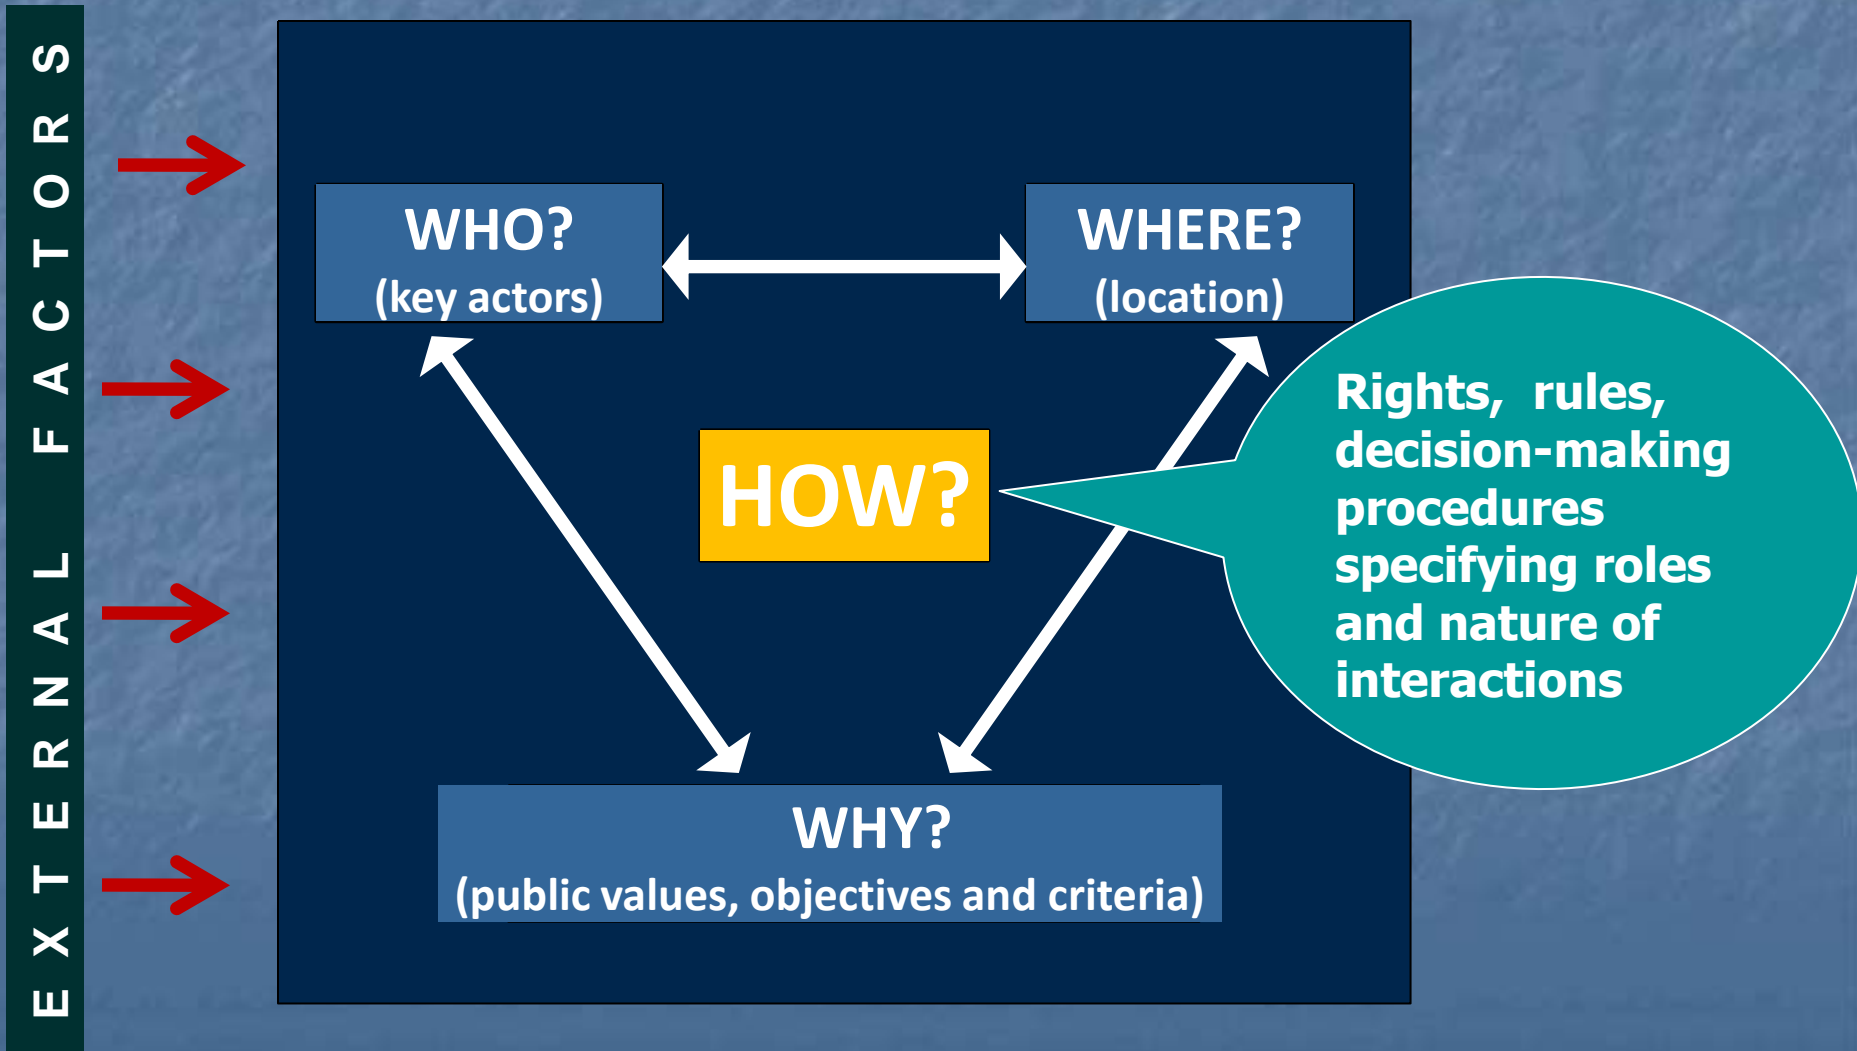 EXTERNAL FACTORS
WHO?
(key actors)
WHERE?
(location)
HOW?
Rights, rules,
decision-making
procedures
specifying roles
and nature of
interactions
WHY?
(public values, objectives and criteria)